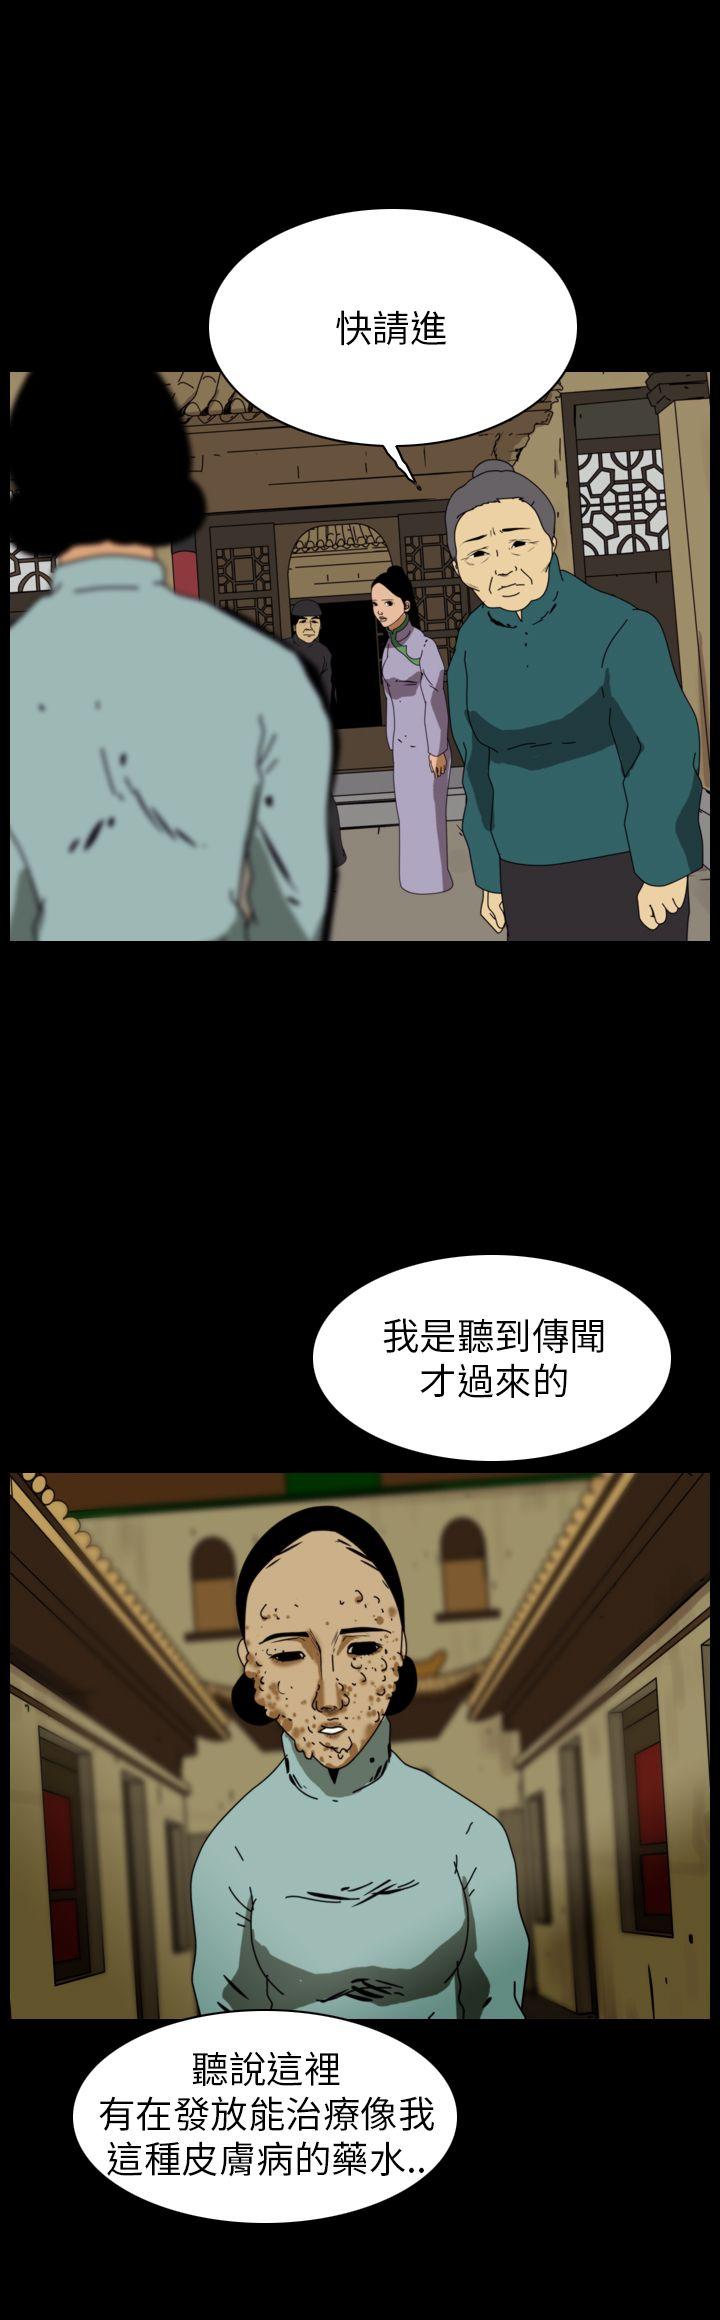 快請進
我是聽到傳聞
才過來的
聽說這裡
有在發放能治療像我
這種皮膚病的藥水..